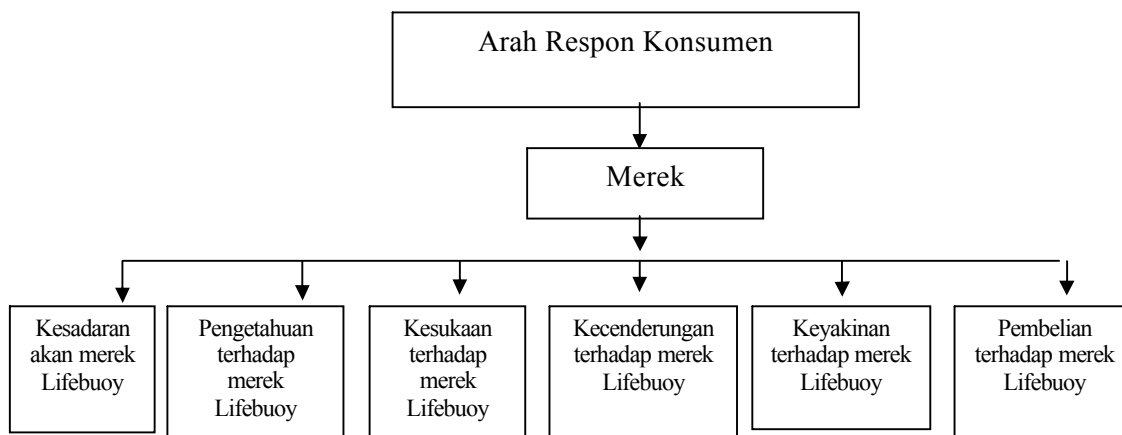 Arah Respon Konsumen
Merek
Kesadaran
akan merek
Lifebuoy
Pengetahuan
terhadap
merek
Lifebuoy
Kesukaan
terhadap
merek
Lifebuoy
Kecenderungan
terhadap merek
Lifebuoy
Keyakinan
terhadap merek
Lifebuoy
Pembelian
terhadap merek
Lifebuoy